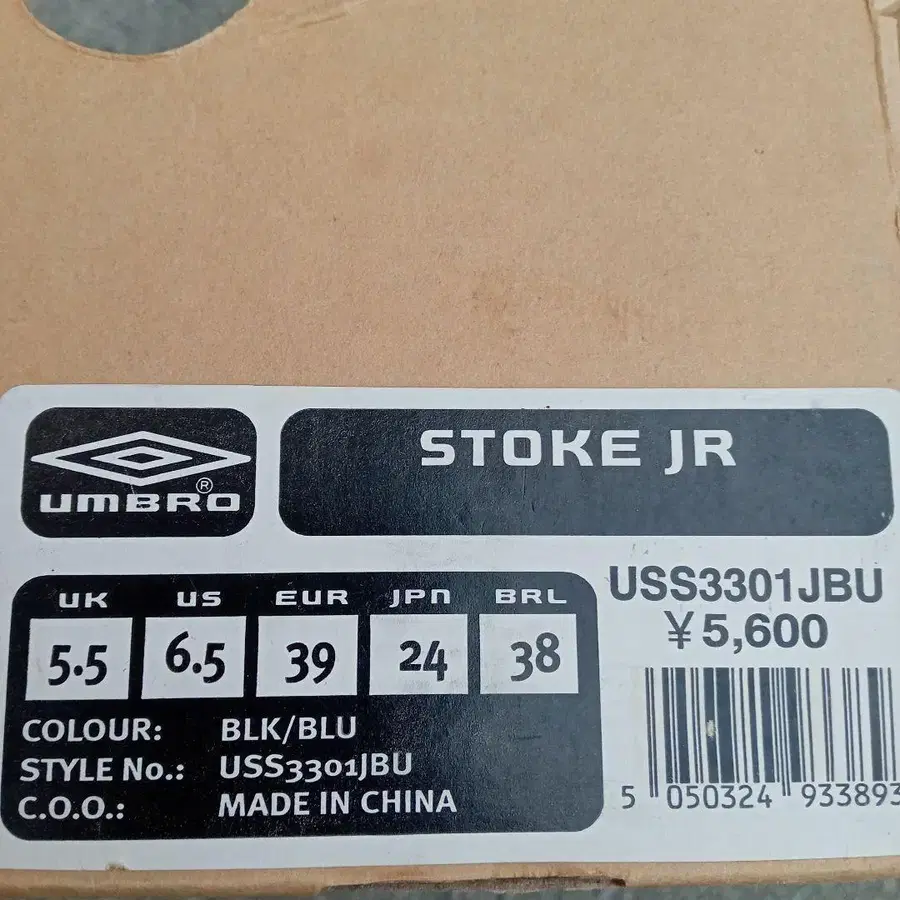 UMBRO®
STOKE JR
UK US EUR JPN BRL
5.5 6.5 39 24 38
COLOUR: BLK/BLU
STYLE No.: USS3301JBU
C.O.O.: MADE IN CHINA
USS3301JBU
¥5,600
5 050324 933893